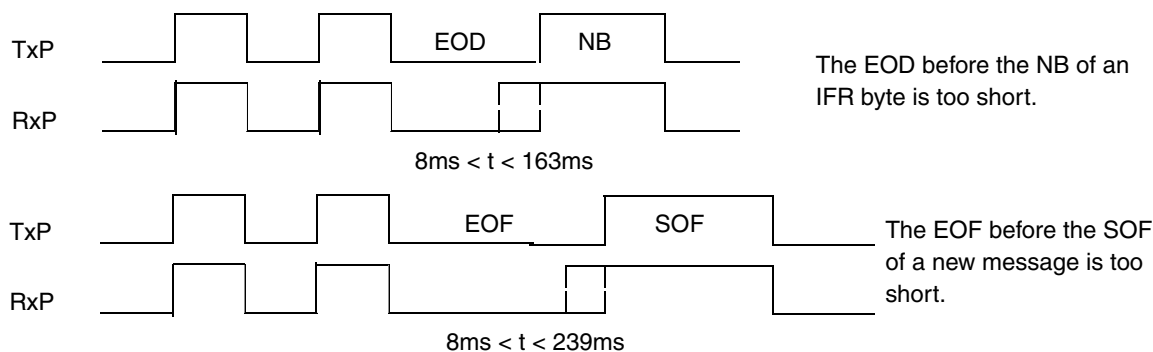 TxP
EOD
NB
The EOD before the NB of an
IFR byte is too short.
RxP
8ms < t < 163ms
TxP
EOF
SOF
The EOF before the SOF
of a new message is too
short.
RxP
8ms < t < 239ms